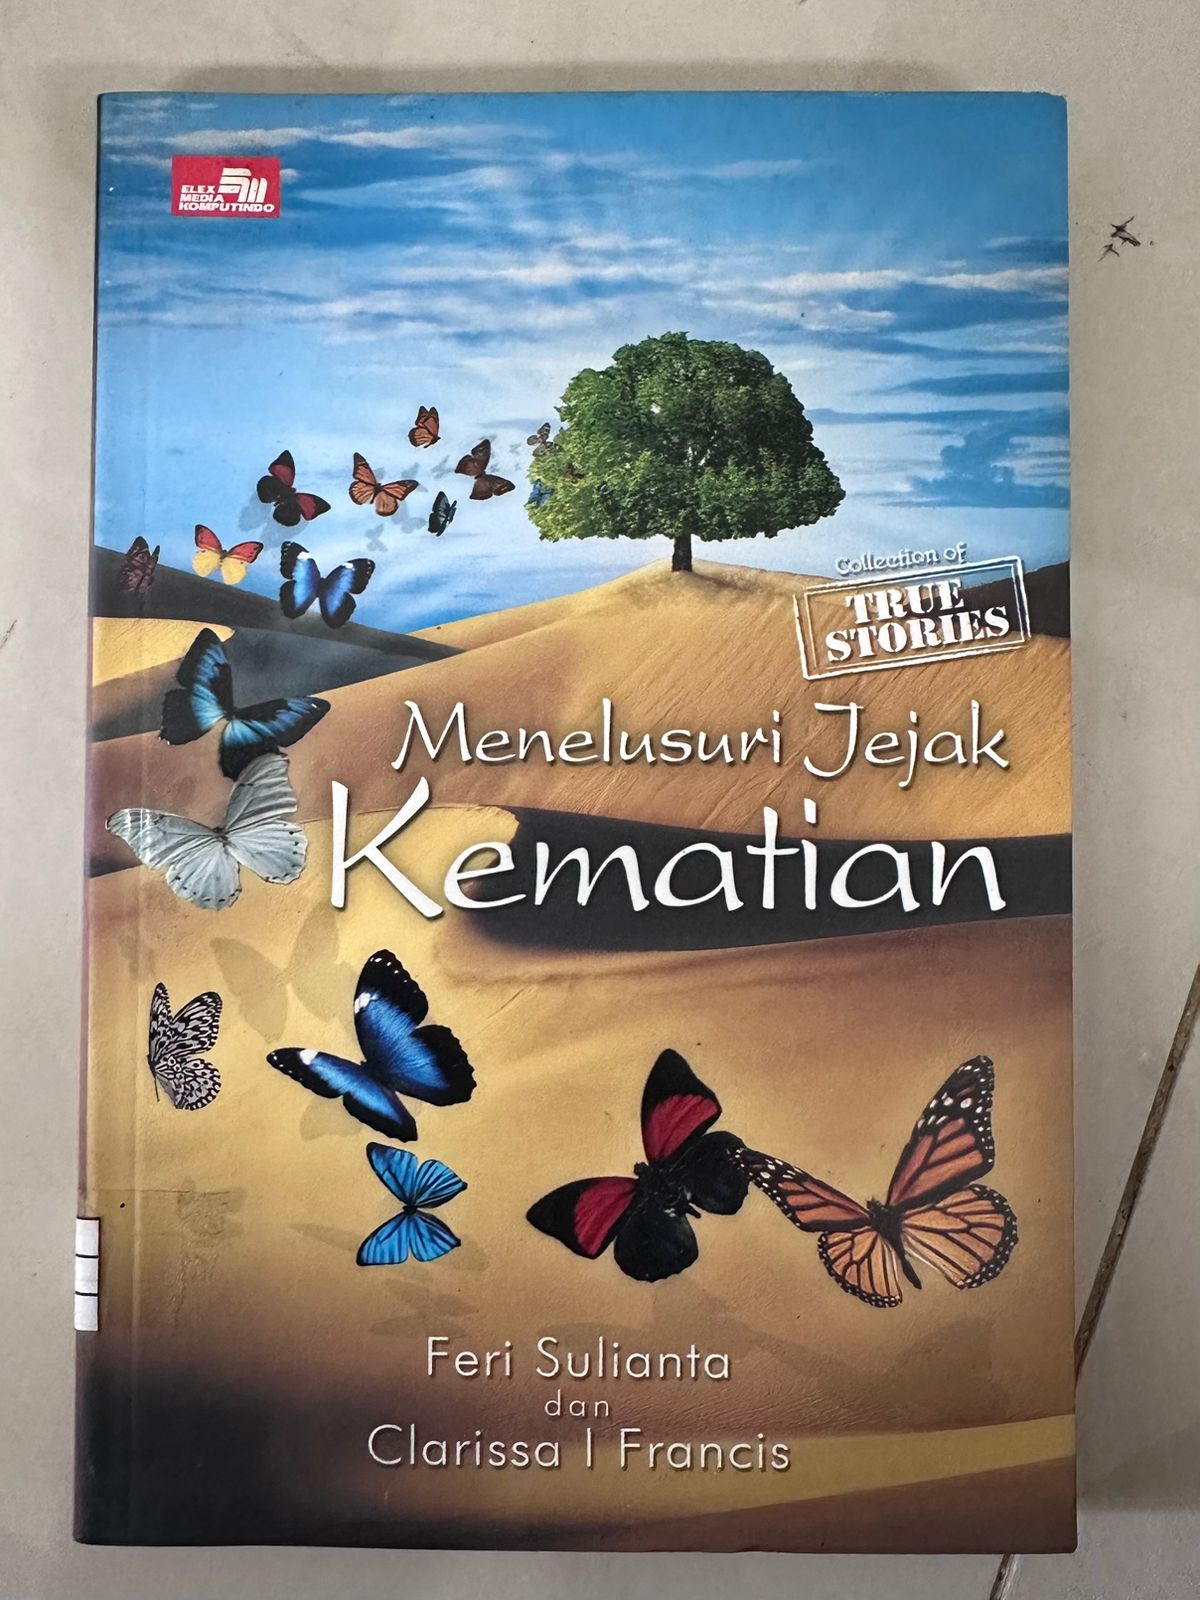 ELEX
MEDIA
KOMPUTINDO
Collection of
TRUE
STORIES
Menelusuri Jejak
Kematian
Feri Sulianta
dan
Clarissa I Francis